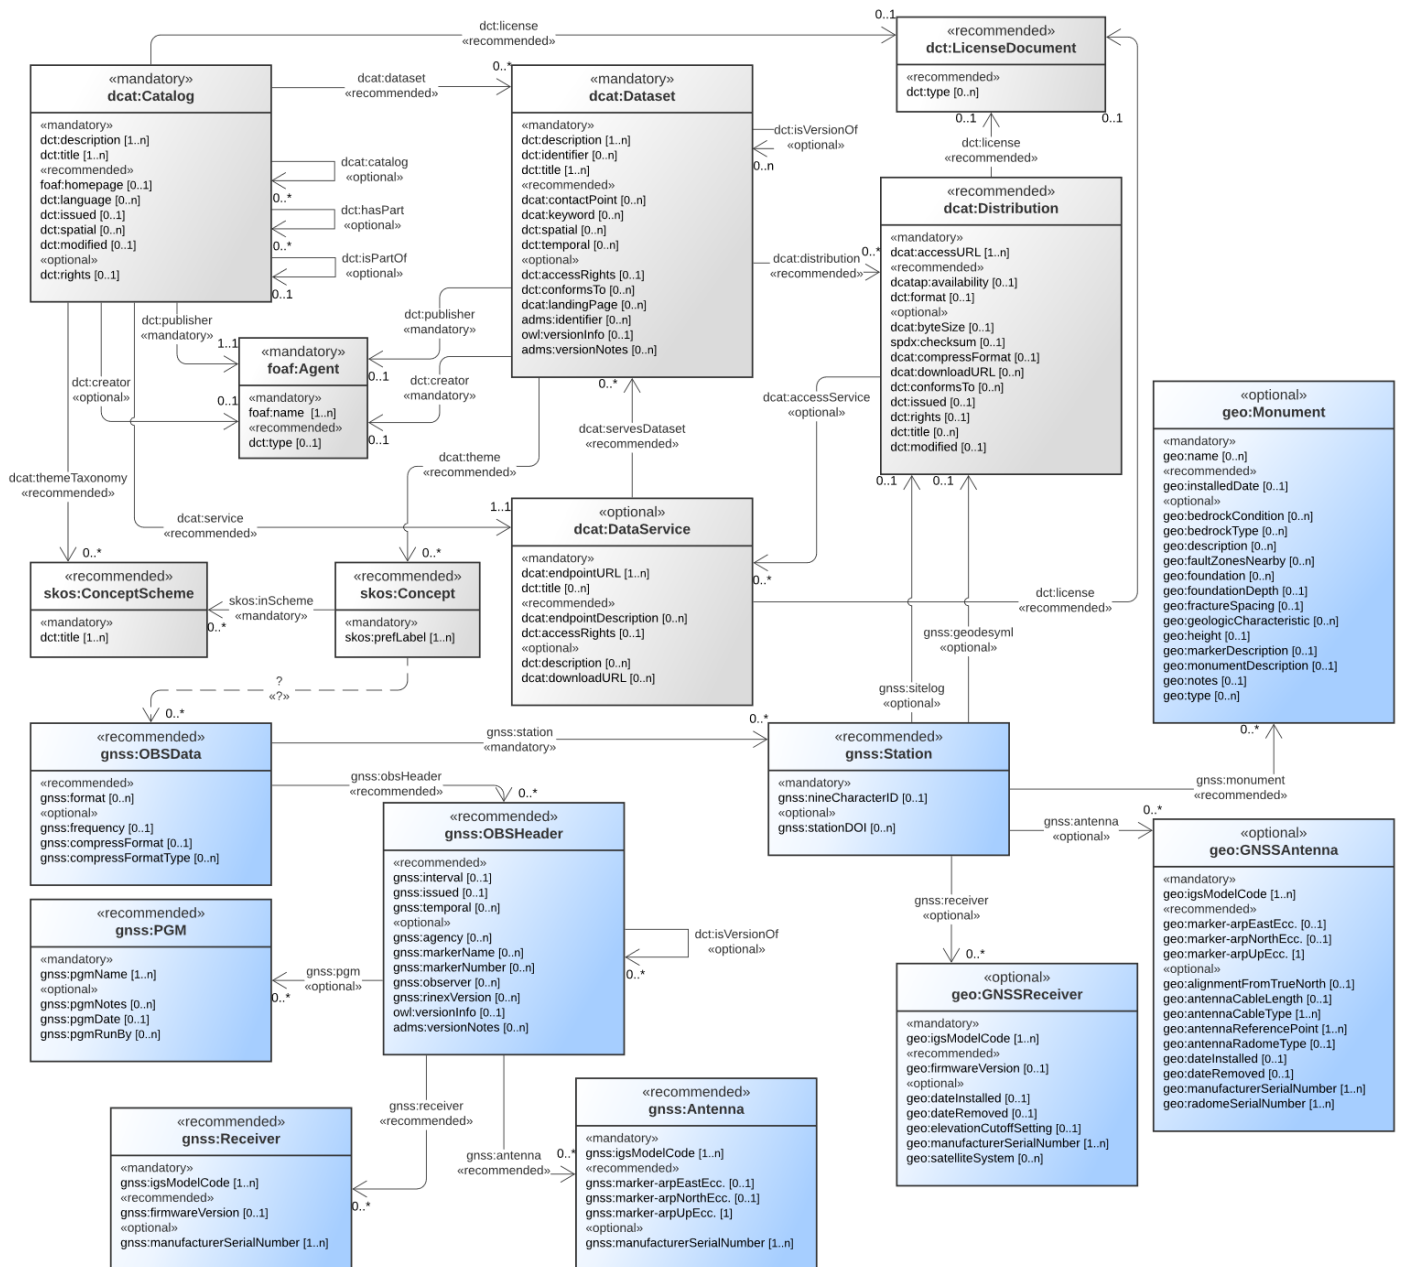 dct:license
«recommended»
0..1
«recommended»
dct:LicenseDocument
«recommended»
dct:type [0..n]
0..1
0..1
dct:license
«recommended»
«mandatory»
dcat:Catalog
«mandatory»
dct:description [1..n]
dct:title [1..n]
«recommended»
foaf:homepage [0..1]
dct:language [0..n]
dct:issued [0..1]
dct:spatial [0..n]
dct:modified [0..1]
«optional»
dct:rights [0..1]
dcat:dataset
«recommended»
0..*
dcat:catalog
«optional»
0..*
dct:hasPart
«optional»
0..*
dct:isPartOf
«optional»
0..1
«mandatory»
dcat:Dataset
«mandatory»
dct:description [1..n]
dct:identifier [0..n]
dct:title [1..n]
«recommended»
dcat:contactPoint [0..n]
dcat:keyword [0..n]
dct:spatial [0..n]
dct:temporal [0..n]
«optional»
dct:accessRights [0..1]
dct:conformsTo [0..n]
dcat:landingPage [0..n]
adms:identifier [0..n]
owl:versionInfo [0..1]
adms:versionNotes [0..n]
dct:isVersionOf
«optional»
0..n
dcat:distribution
«recommended»
0..*
«recommended»
dcat:Distribution
«mandatory»
dcat:accessURL [1..n]
«recommended»
dcatap:availability [0..1]
dct:format [0..1]
«optional»
dcat:byteSize [0..1]
spdx:checksum [0..1]
dcat:compressFormat [0..1]
dcat:downloadURL [0..n]
dct:conformsTo [0..n]
dct:issued [0..1]
dct:rights [0..1]
dct:title [0..n]
dct:modified [0..1]
dct:publisher
«mandatory»
1..1
dct:creator
«optional»
0..1
«mandatory»
foaf:Agent
«mandatory»
foaf:name [1..n]
«recommended»
dct:type [0..1]
dct:publisher
«mandatory»
0..1
dct:creator
«mandatory»
0..1
dcat:themeTaxonomy
«recommended»
0..*
dcat:service
«recommended»
1..1
dcat:theme
«recommended»
0..*
0..*
dcat:servesDataset
«recommended»
dcat:accessService
«optional»
0..*
0..1
0..1
«optional»
dcat:DataService
«mandatory»
dcat:endpointURL [1..n]
dct:title [0..n]
«recommended»
dcat:endpointDescription [0..n]
dct:accessRights [0..1]
«optional»
dct:description [0..n]
dcat:downloadURL [0..n]
dct:license
«recommended»
«recommended»
skos:ConceptScheme
«mandatory»
dct:title [1..n]
skos:inScheme
«mandatory»
0..*
«recommended»
skos:Concept
«mandatory»
skos:prefLabel [1..n]
?
«?»
0..*
gnss:geodesyml
«optional»
gnss:sitelog
«optional»
«optional»
geo:Monument
«mandatory»
geo:name [0..n]
«recommended»
geo:installedDate [0..1]
«optional»
geo:bedrockCondition [0..n]
geo:bedrockType [0..n]
geo:description [0..n]
geo:faultZonesNearby [0..n]
geo:foundation [0..n]
geo:foundationDepth [0..1]
geo:fractureSpacing [0..1]
geo:geologicCharacteristic [0..n]
geo:height [0..1]
geo:markerDescription [0..1]
geo:monumentDescription [0..1]
geo:notes [0..1]
geo:type [0..n]
0..*
«recommended»
gnss:OBSData
«recommended»
gnss:format [0..n]
«optional»
gnss:frequency [0..1]
gnss:compressFormat [0..1]
gnss:compressFormatType [0..n]
gnss:station
«mandatory»
0..*
gnss:obsHeader
«recommended»
0..*
«recommended»
gnss:Station
«mandatory»
gnss:nineCharacterID [0..1]
«optional»
gnss:stationDOI [0..n]
gnss:monument
«recommended»
gnss:antenna
«optional»
0..*
gnss:receiver
«optional»
0..*
«recommended»
gnss:OBSHeader
«recommended»
gnss:interval [0..1]
gnss:issued [0..1]
gnss:temporal [0..n]
«optional»
gnss:agency [0..n]
gnss:markerName [0..n]
gnss:markerNumber [0..n]
gnss:observer [0..n]
gnss:rinexVersion [0..n]
owl:versionInfo [0..1]
adms:versionNotes [0..n]
dct:isVersionOf
«optional»
0..*
«recommended»
gnss:PGM
«mandatory»
gnss:pgmName [1..n]
«optional»
gnss:pgmNotes [0..n]
gnss:pgmDate [0..1]
gnss:pgmRunBy [0..n]
gnss:pgm
«optional»
0..*
«optional»
geo:GNSSAntenna
«mandatory»
geo:igsModelCode [1..n]
«recommended»
geo:marker-arpEastEcc. [0..1]
geo:marker-arpNorthEcc. [0..1]
geo:marker-arpUpEcc. [1]
«optional»
geo:alignmentFromTrueNorth [0..1]
geo:antennaCableLength [0..1]
geo:antennaCableType [1..n]
geo:antennaReferencePoint [1..n]
geo:antennaRadomeType [0..1]
geo:dateInstalled [0..1]
geo:dateRemoved [0..1]
geo:manufacturerSerialNumber [1..n]
geo:radomeSerialNumber [1..n]
«optional»
geo:GNSSReceiver
«mandatory»
geo:igsModelCode [1..n]
«recommended»
geo:firmwareVersion [0..1]
«optional»
geo:dateInstalled [0..1]
geo:dateRemoved [0..1]
geo:elevationCutoffSetting [0..1]
geo:manufacturerSerialNumber [1..n]
geo:satelliteSystem [0..n]
gnss:receiver
«recommended»
0..*
gnss:antenna
«recommended»
0..*
«recommended»
gnss:Receiver
«mandatory»
gnss:igsModelCode [1..n]
«recommended»
gnss:firmwareVersion [0..1]
«optional»
gnss:manufacturerSerialNumber [1..n]
«recommended»
gnss:Antenna
«mandatory»
gnss:igsModelCode [1..n]
«recommended»
gnss:marker-arpEastEcc. [0..1]
gnss:marker-arpNorthEcc. [0..1]
gnss:marker-arpUpEcc. [1]
«optional»
gnss:manufacturerSerialNumber [1..n]